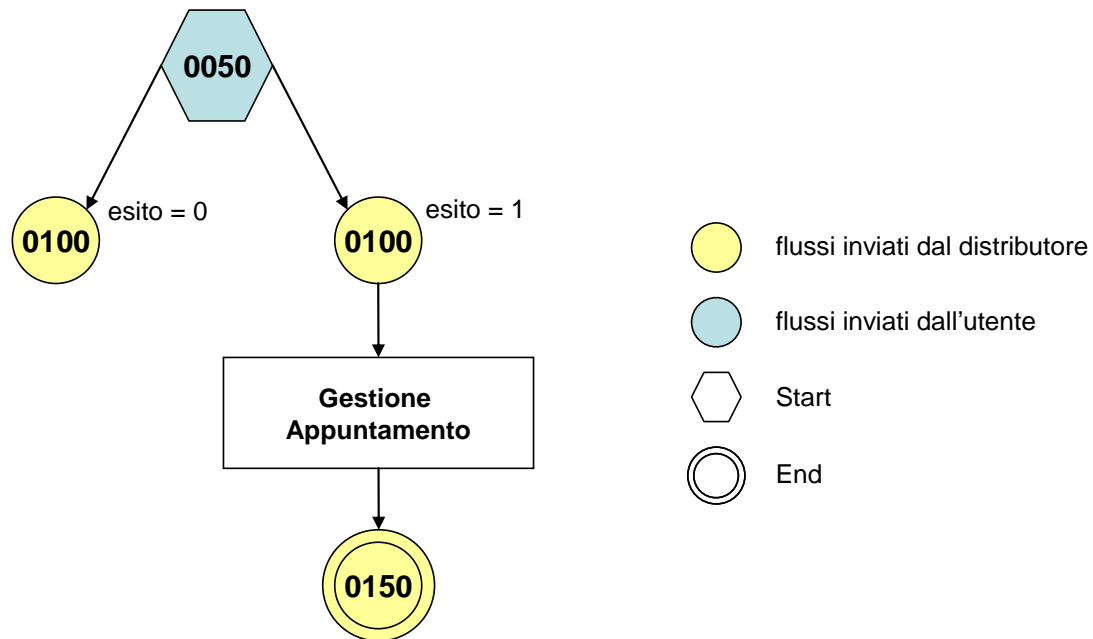 0050
esito = 0
esito = 1
0100
0100
Gestione
Appuntamento
0150
flussi inviati dal distributore
flussi inviati dall'utente
Start
End